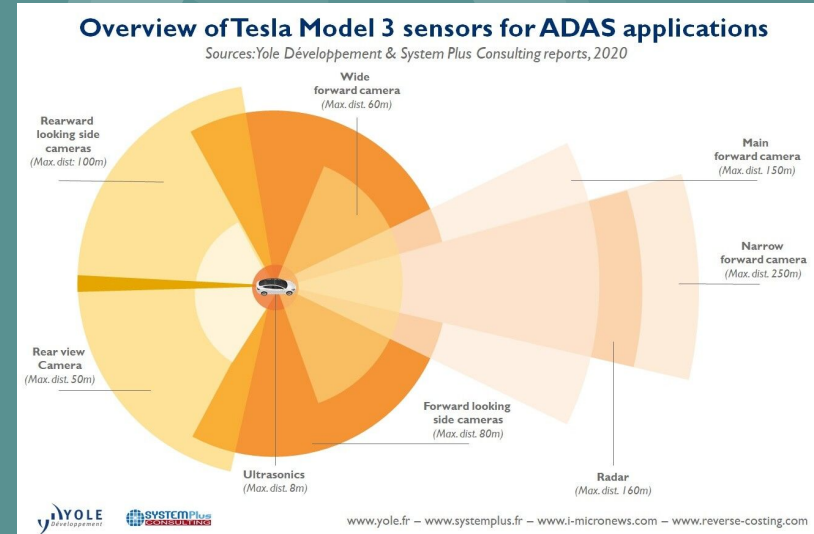 Overview of Tesla Model 3 sensors for ADAS applications
Sources:Yole Développement & System Plus Consulting reports, 2020
Wide
forward camera
(Max. dist. 60m)
Rearward
looking side
cameras
(Max. dist: 100m)
Main
forward camera
(Max. dist. 150m)
Narrow
forward camera
(Max. dist. 250m)
Rear view
Camera
(Max. dist. 50m)
Forward looking
side cameras
(Max. dist. 80m)
Ultrasonics
(Max. dist. 8m)
Radar
(Max. dist. 160m)
YOLE
Développement
SYSTEMPlus
CONSULTING
www.yole.fr – www.systemplus.fr – www.i-micronews.com – www.reverse-costing.com